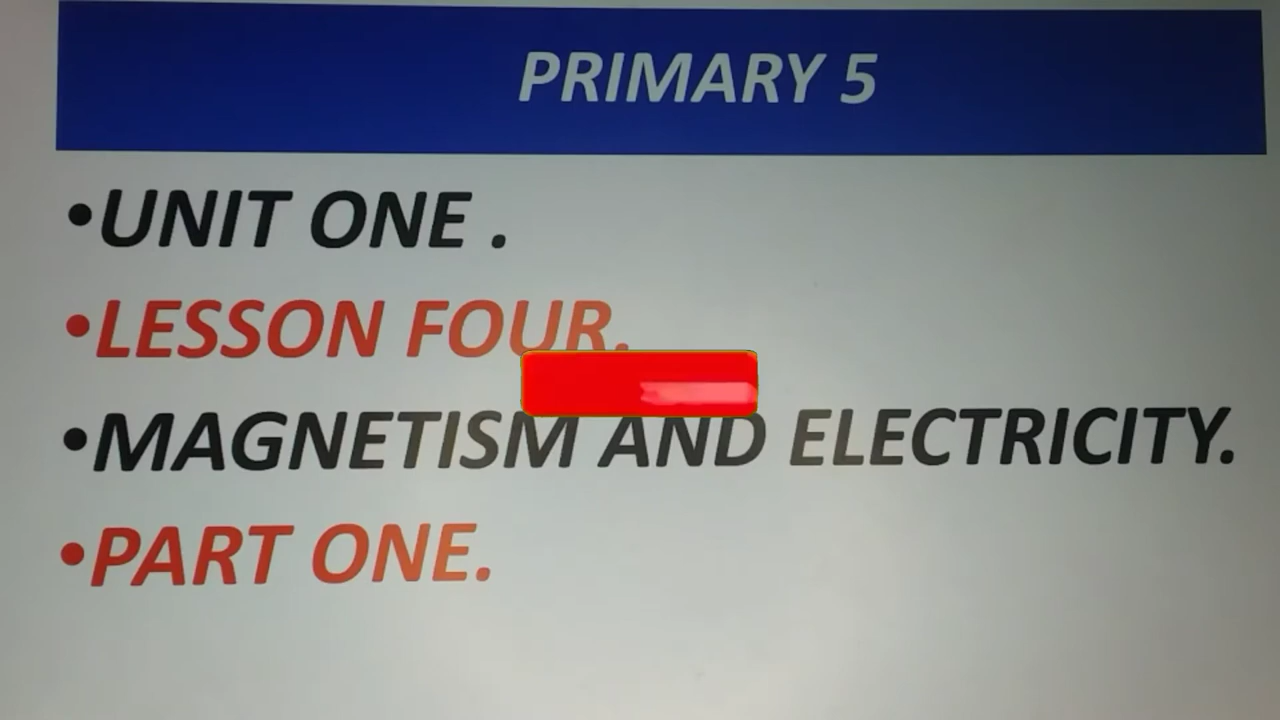 PRIMARY 5
•UNIT ONE .
•LESSON FOUR.
•MAGNETISM AND ELECTRICITY.
•PART ONE.